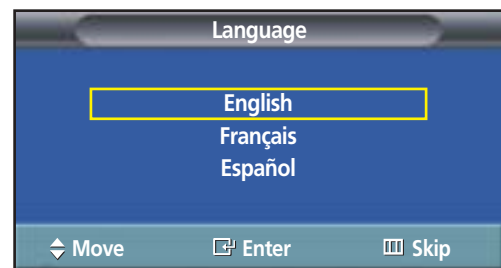 Language
English
Français
Español
Move Enter Skip